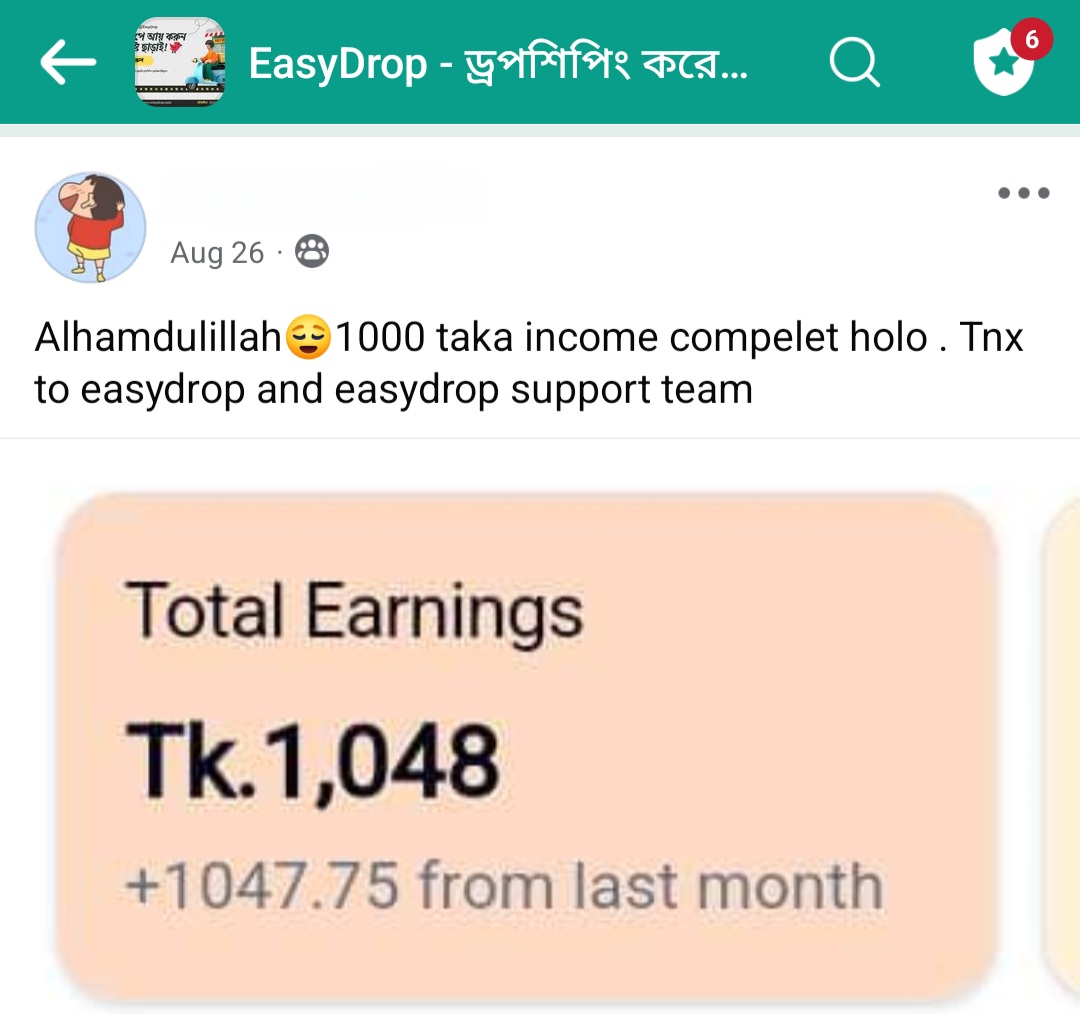 EasyDrop - ড্রপশিপিং করে...
6
Aug 26 ·
Alhamdulillah😌1000 taka income compelet holo . Tnx
to easydrop and easydrop support team
Total Earnings
Tk.1,048
+1047.75 from last month